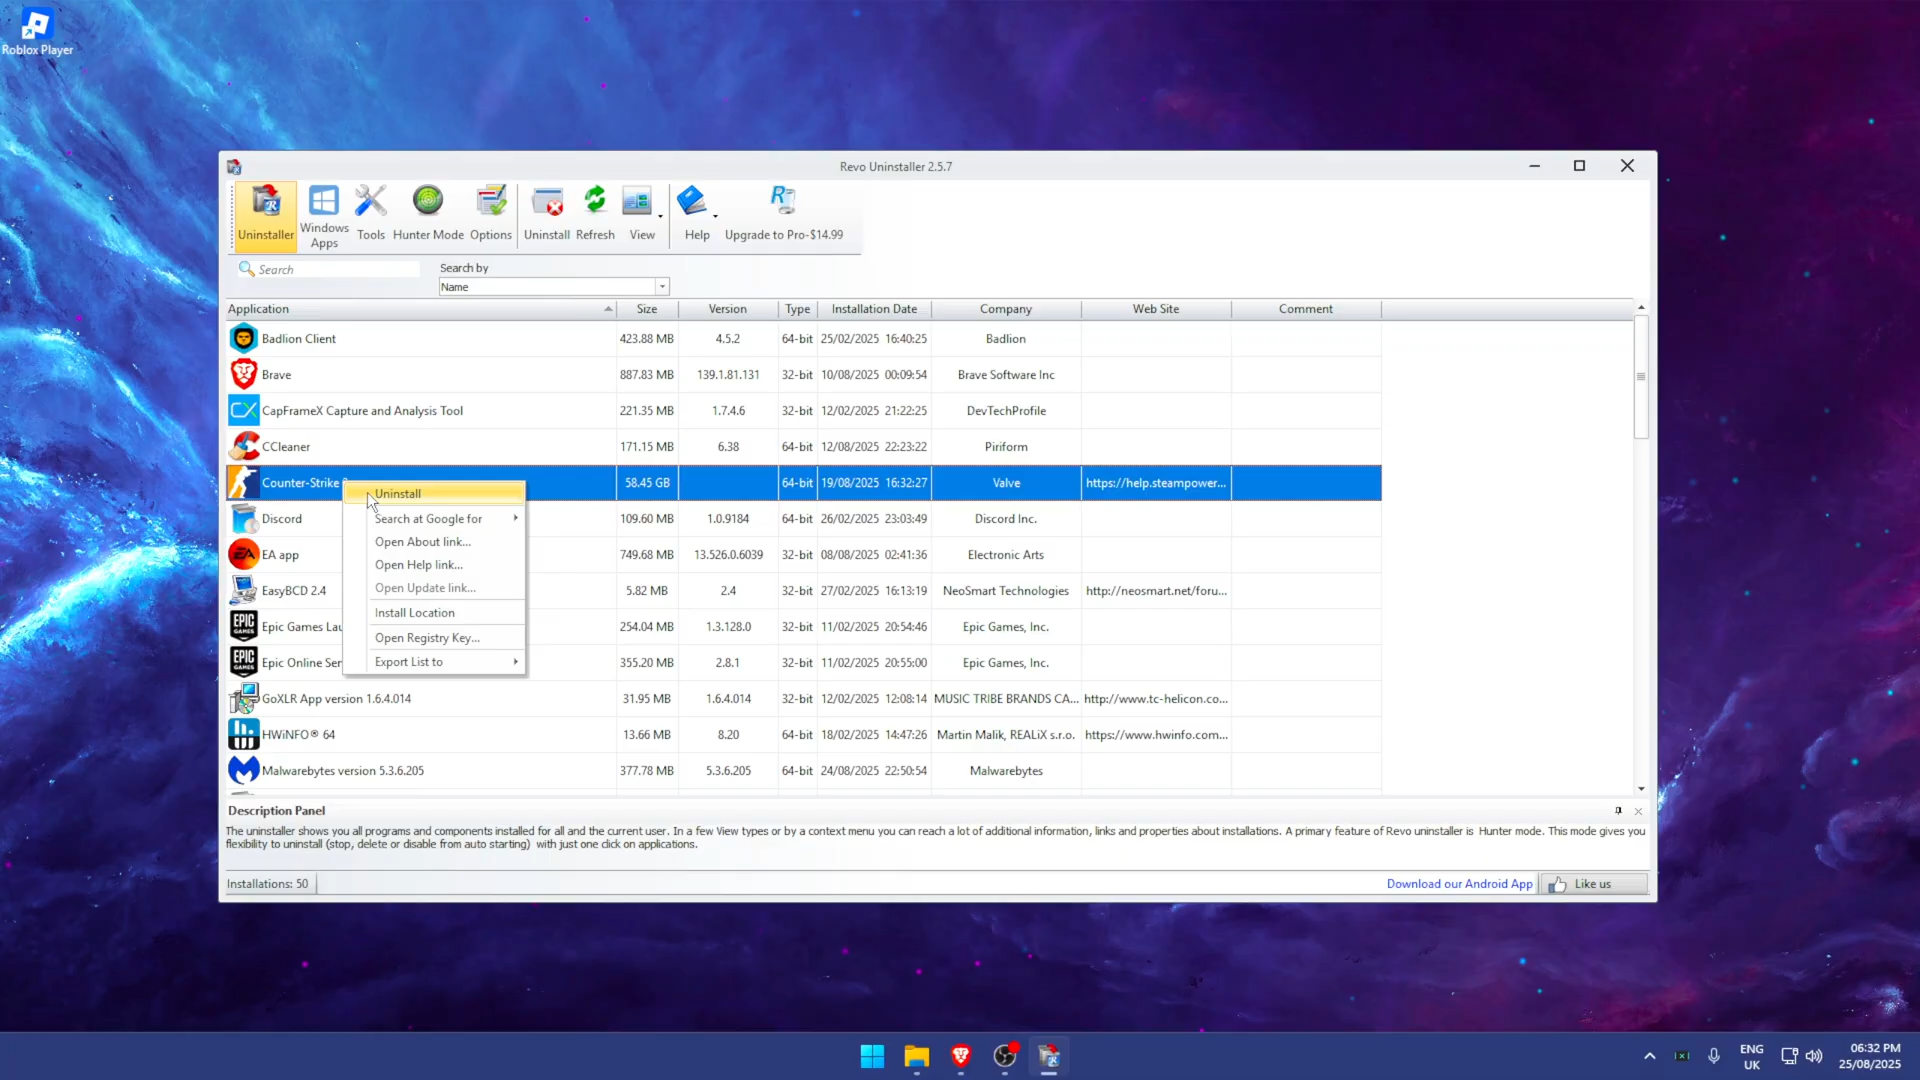 Roblox Player
Revo Uninstaller 2.5.7
Uninstaller
Windows Apps
Tools
Hunter Mode
Options
Uninstall
Refresh
View
Help
Upgrade to Pro-$14.99
Search
Search by
Name
Application Size Version Type Installation Date Company Web Site Comment
Badlion Client 423.88 MB 4.5.2 64-bit 25/02/2025 16:40:25 Badlion
Brave 887.83 MB 139.1.81.131 32-bit 10/08/2025 00:09:54 Brave Software Inc
CX CapFrameX Capture and Analysis Tool 221.35 MB 1.7.4.6 32-bit 12/02/2025 21:22:25 DevTechProfile
CCleaner 171.15 MB 6.38 64-bit 12/08/2025 22:23:22 Piriform
Counter-Strike 58.45 GB 64-bit 19/08/2025 16:32:27 Valve https://help.steampower...
Discord 109.60 MB 1.0.9184 64-bit 26/02/2025 23:03:49 Discord Inc.
EA EA app 749.68 MB 13.526.0.6039 32-bit 08/08/2025 02:41:36 Electronic Arts
EasyBCD 2.4 5.82 MB 2.4 32-bit 27/02/2025 16:13:19 NeoSmart Technologies http://neosmart.net/foru...
EPIC GAMES Epic Games Lau 254.04 MB 1.3.128.0 32-bit 11/02/2025 20:54:46 Epic Games, Inc.
EPIC GAMES Epic Online Ser 355.20 MB 2.8.1 32-bit 11/02/2025 20:55:00 Epic Games, Inc.
GoXLR App version 1.6.4.014 31.95 MB 1.6.4.014 32-bit 12/02/2025 12:08:14 MUSIC TRIBE BRANDS CA... http://www.tc-helicon.co...
HWiNFO® 64 13.66 MB 8.20 64-bit 18/02/2025 14:47:26 Martin Malik, REALiX s.r.o. https://www.hwinfo.com...
Malwarebytes version 5.3.6.205 377.78 MB 5.3.6.205 64-bit 24/08/2025 22:50:54 Malwarebytes
Uninstall
Search at Google for
Open About link...
Open Help link...
Open Update link...
Install Location
Open Registry Key...
Export List to
Description Panel
The uninstaller shows you all programs and components installed for all and the current user. In a few View types or by a context menu you can reach a lot of additional information, links and properties about installations. A primary feature of Revo uninstaller is Hunter mode. This mode gives you
flexibility to uninstall (stop, delete or disable from auto starting) with just one click on applications.
Installations: 50
Download our Android App
Like us
ENG
UK
06:32 PM
25/08/2025